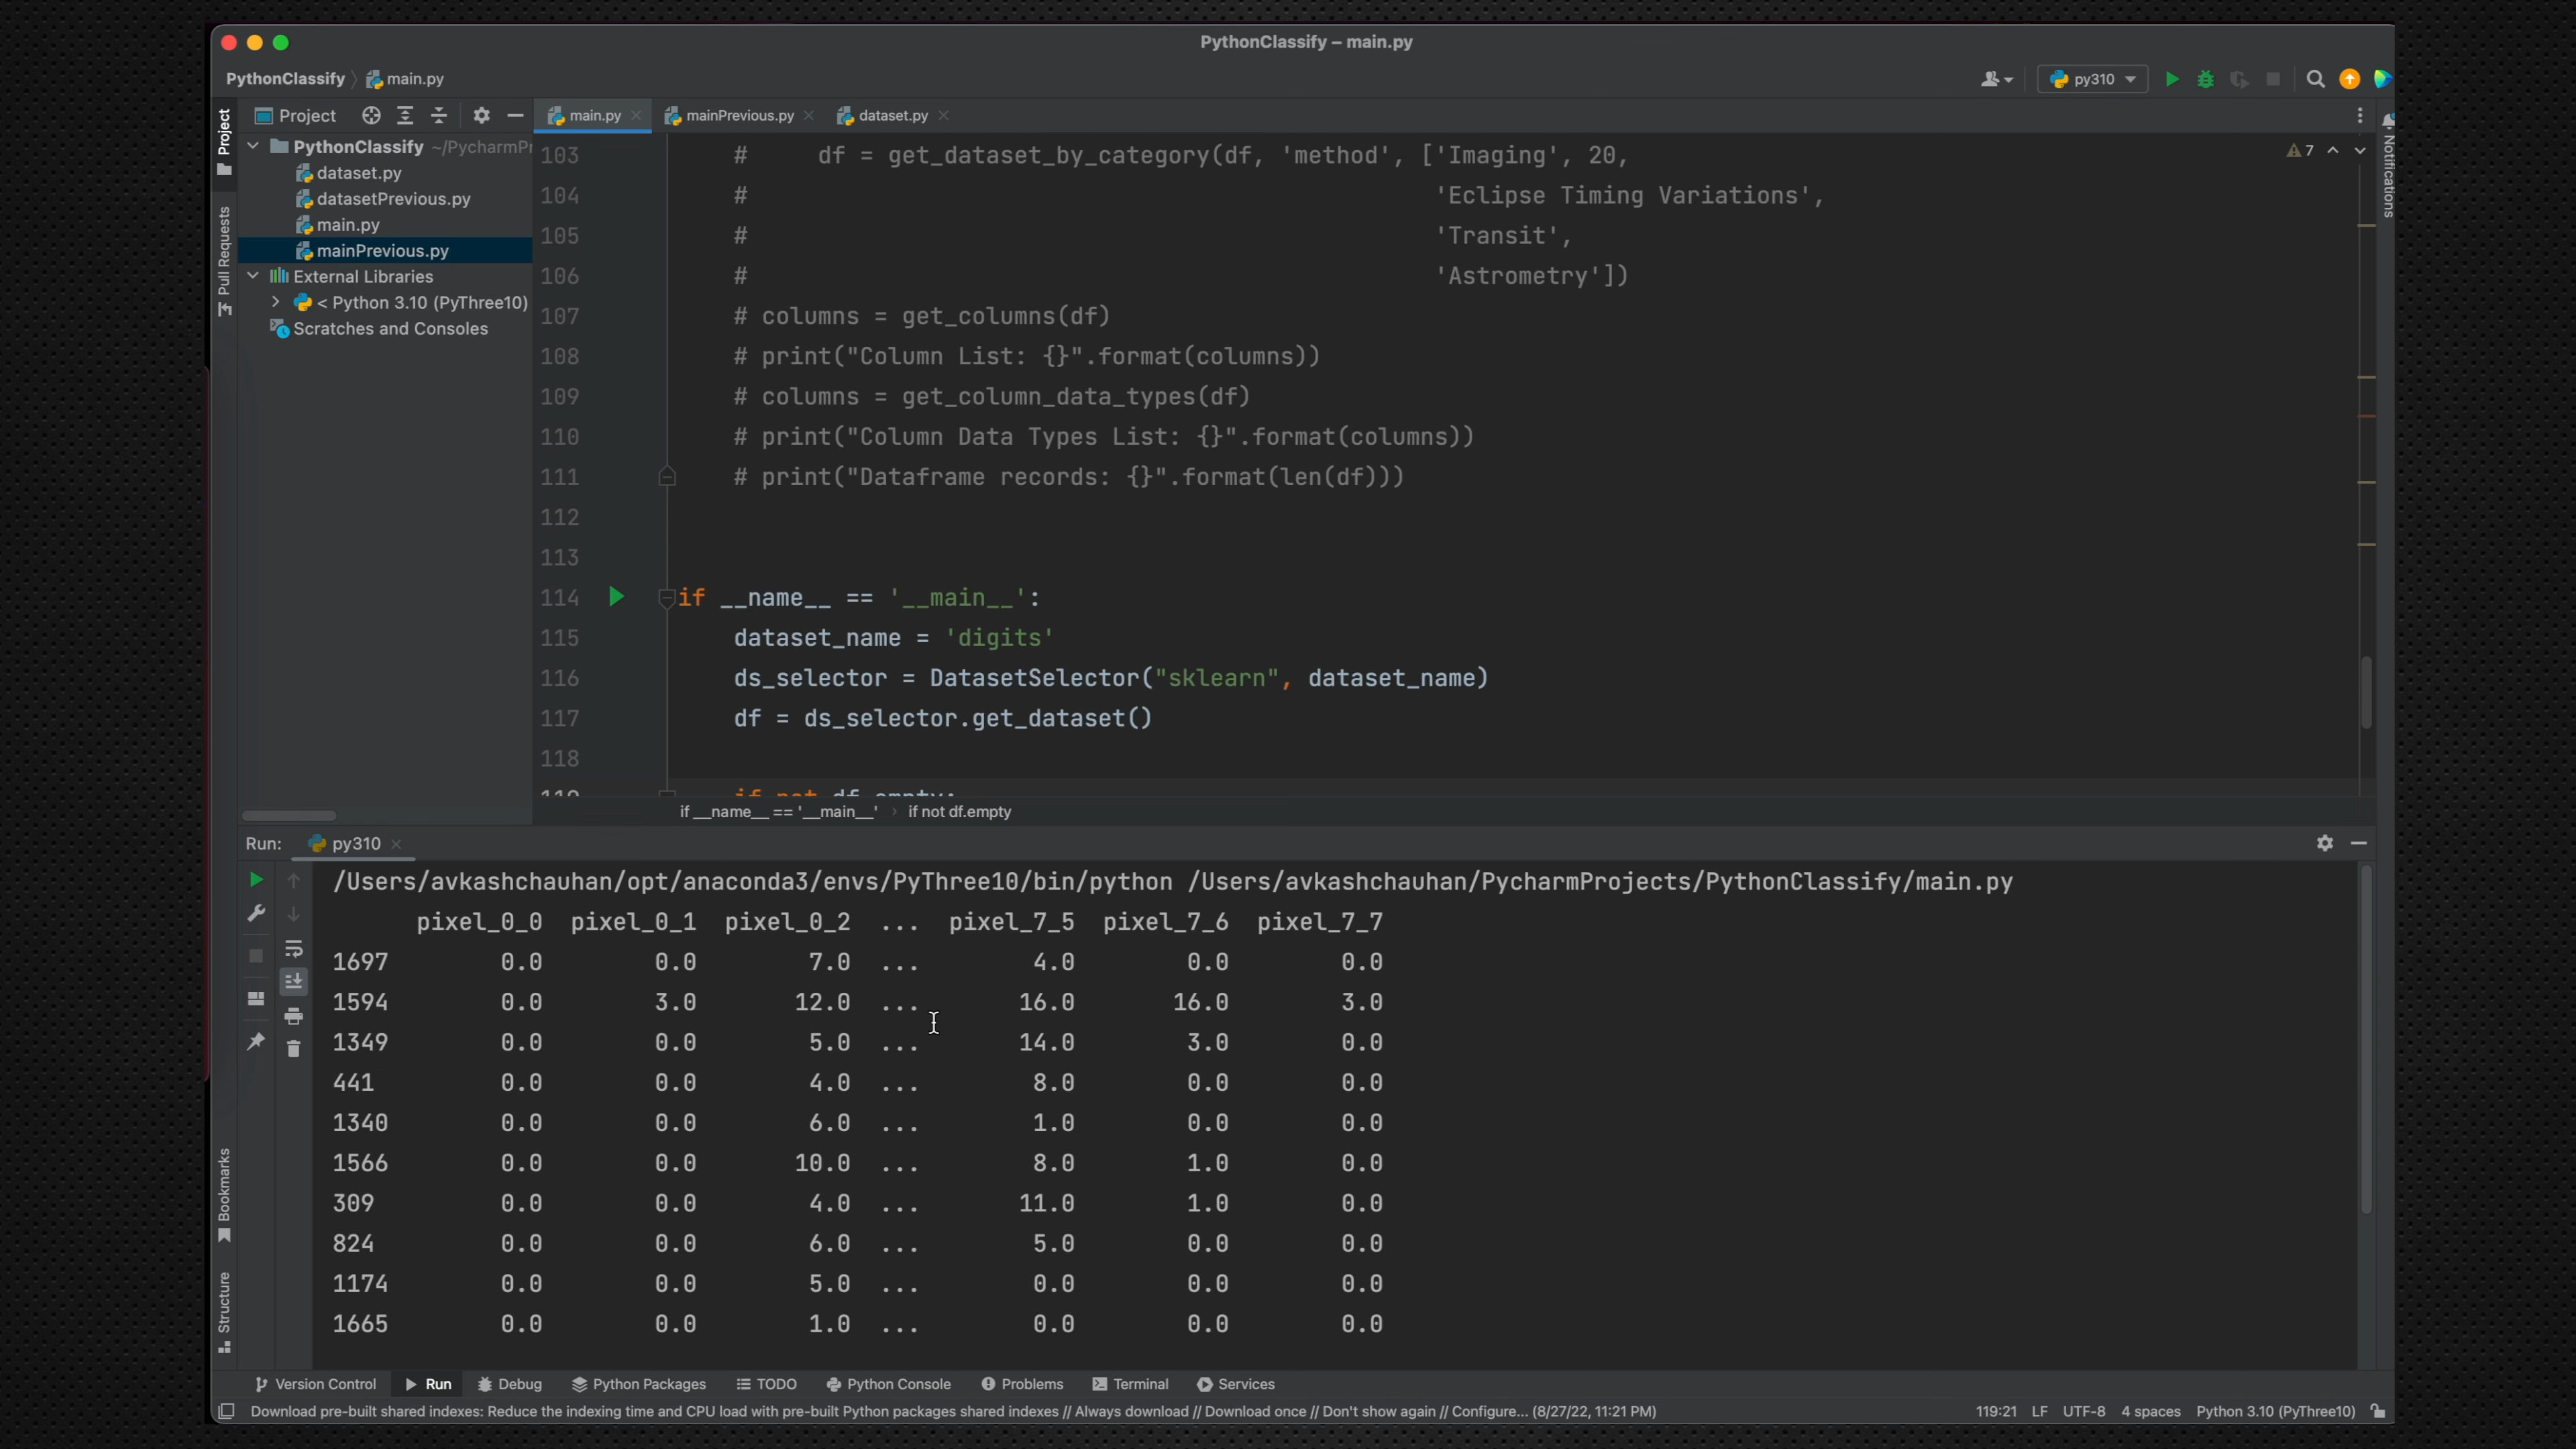 PythonClassify – main.py
PythonClassify main.py
py310
Project
main.py
mainPrevious.py
dataset.py
Project
Pull Requests
Notifications
PythonClassify ~/PycharmPr
dataset.py
datasetPrevious.py
main.py
mainPrevious.py
External Libraries
< Python 3.10 (PyThree10)
Scratches and Consoles
7
103 # df = get_dataset_by_category(df, 'method', ['Imaging', 20,
104 # 'Eclipse Timing Variations',
105 # 'Transit',
106 # 'Astrometry'])
107 # columns = get_columns(df)
108 # print("Column List: {}".format(columns))
109 # columns = get_column_data_types(df)
110 # print("Column Data Types List: {}".format(columns))
111 # print("Dataframe records: {}".format(len(df)))
112
113
114 if __name__ == '__main__':
115 dataset_name = 'digits'
116 ds_selector = DatasetSelector("sklearn", dataset_name)
117 df = ds_selector.get_dataset()
118
119 if not df.empty:
if __name__ == '__main__' › if not df.empty
Run: py310
/Users/avkashchauhan/opt/anaconda3/envs/PyThree10/bin/python /Users/avkashchauhan/PycharmProjects/PythonClassify/main.py
pixel_0_0 pixel_0_1 pixel_0_2 ... pixel_7_5 pixel_7_6 pixel_7_7
1697 0.0 0.0 7.0 ... 4.0 0.0 0.0
1594 0.0 3.0 12.0 ... 16.0 16.0 3.0
1349 0.0 0.0 5.0 ... 14.0 3.0 0.0
441 0.0 0.0 4.0 ... 8.0 0.0 0.0
1340 0.0 0.0 6.0 ... 1.0 0.0 0.0
1566 0.0 0.0 10.0 ... 8.0 1.0 0.0
309 0.0 0.0 4.0 ... 11.0 1.0 0.0
824 0.0 0.0 6.0 ... 5.0 0.0 0.0
1174 0.0 0.0 5.0 ... 0.0 0.0 0.0
1665 0.0 0.0 1.0 ... 0.0 0.0 0.0
Bookmarks
Structure
Version Control Run Debug Python Packages TODO Python Console Problems Terminal Services
Download pre-built shared indexes: Reduce the indexing time and CPU load with pre-built Python packages shared indexes // Always download // Download once // Don't show again // Configure... (8/27/22, 11:21 PM) 119:21 LF UTF-8 4 spaces Python 3.10 (PyThree10)